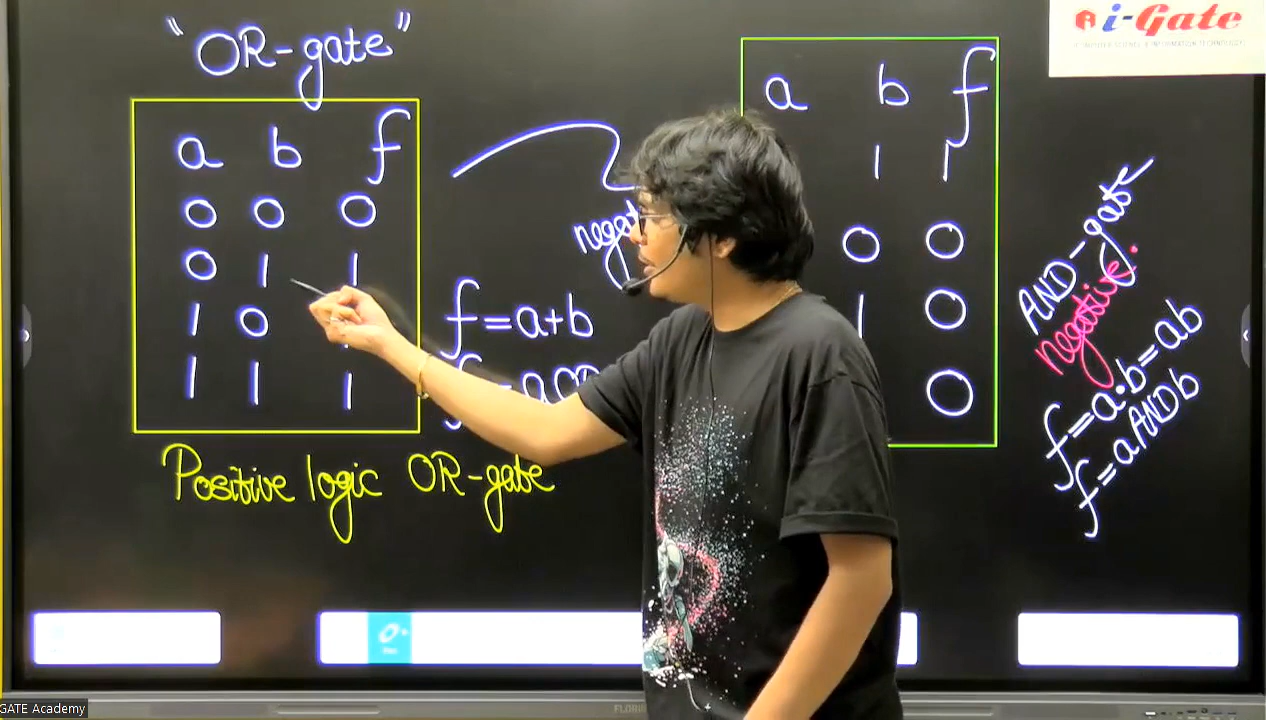 "OR-gate"
a b f
0 0 0
0 1 1
1 0
1 1 1
Positive logic OR-gate
f=a+b
a b f
1 1
0 0
1 0
0
AND-gate
negative.
f=a·b=ab
f=aANDb
i-Gate
GATE Academy